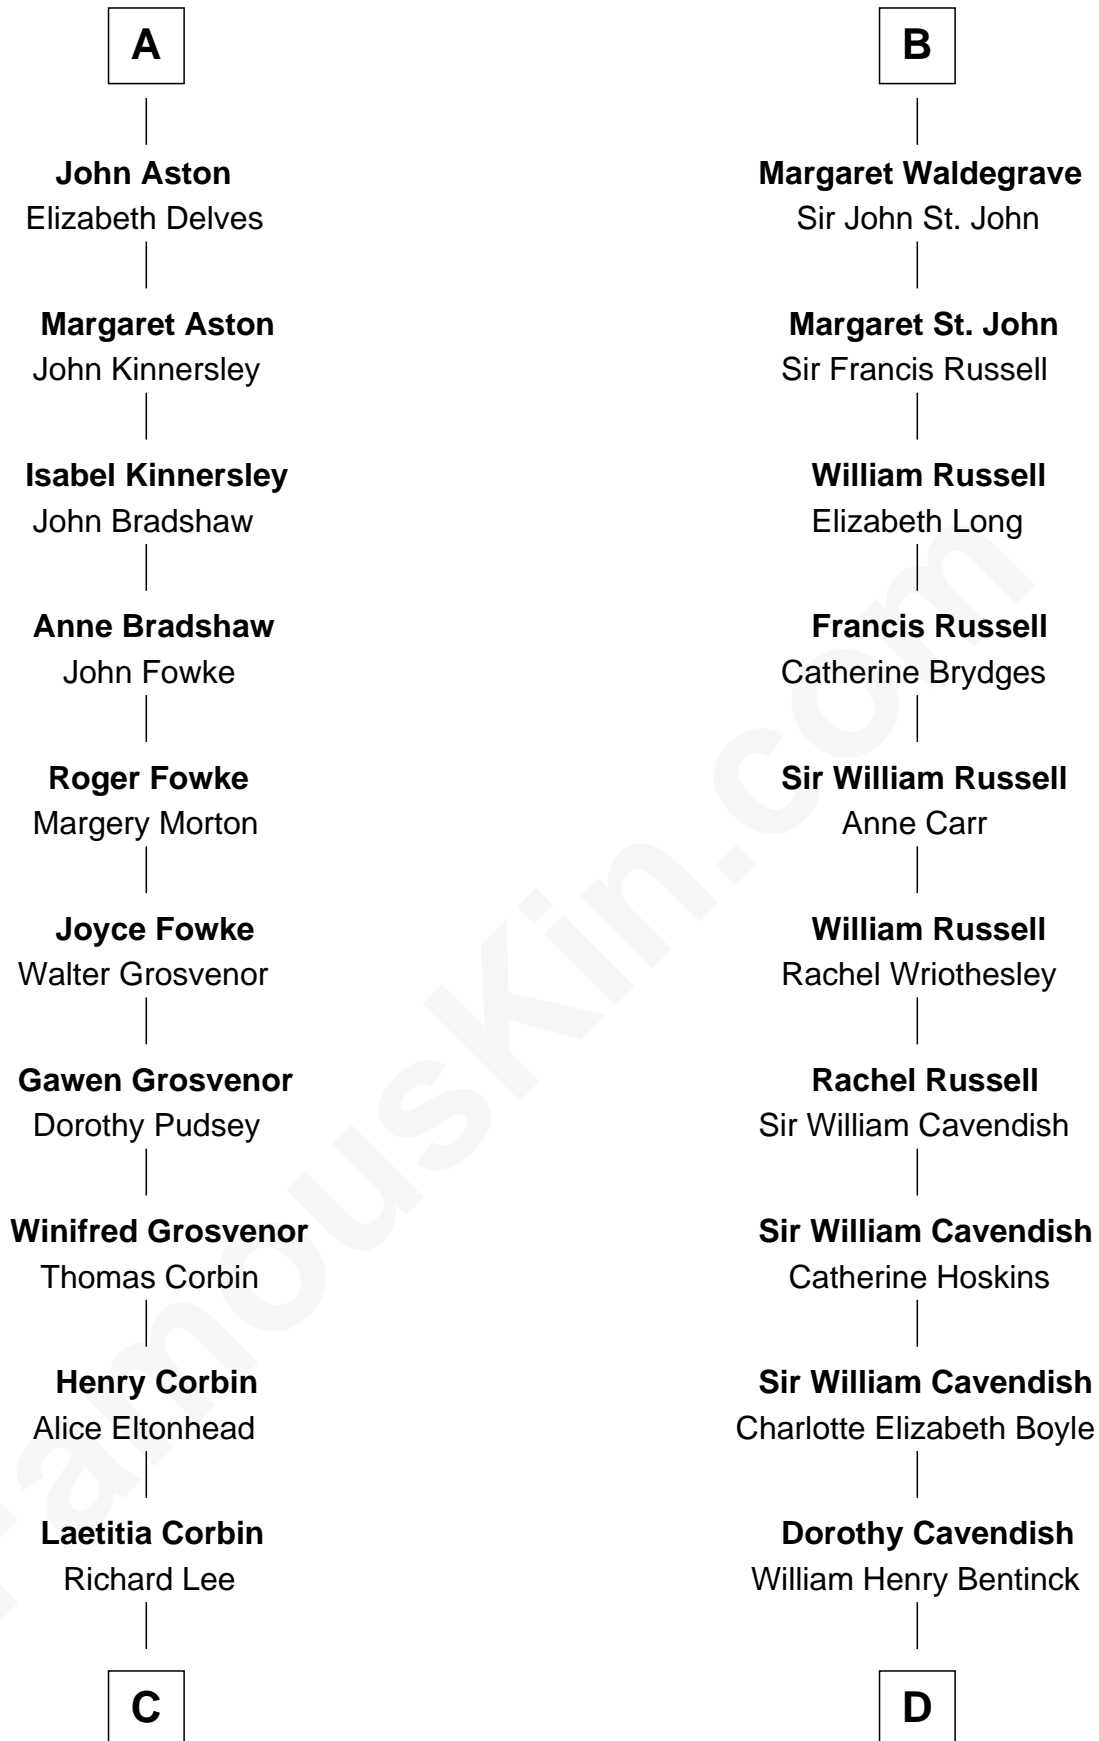 A
John Aston
Elizabeth Delves
Margaret Aston
John Kinnersley
Isabel Kinnersley
John Bradshaw
Anne Bradshaw
John Fowke
Roger Fowke
Margery Morton
Joyce Fowke
Walter Grosvenor
Gawen Grosvenor
Dorothy Pudsey
Winifred Grosvenor
Thomas Corbin
Henry Corbin
Alice Eltonhead
Laetitia Corbin
Richard Lee
C
B
Margaret Waldegrave
Sir John St. John
Margaret St. John
Sir Francis Russell
William Russell
Elizabeth Long
Francis Russell
Catherine Brydges
Sir William Russell
Anne Carr
William Russell
Rachel Wriothesley
Rachel Russell
Sir William Cavendish
Sir William Cavendish
Catherine Hoskins
Sir William Cavendish
Charlotte Elizabeth Boyle
Dorothy Cavendish
William Henry Bentinck
D
FamousKin.com